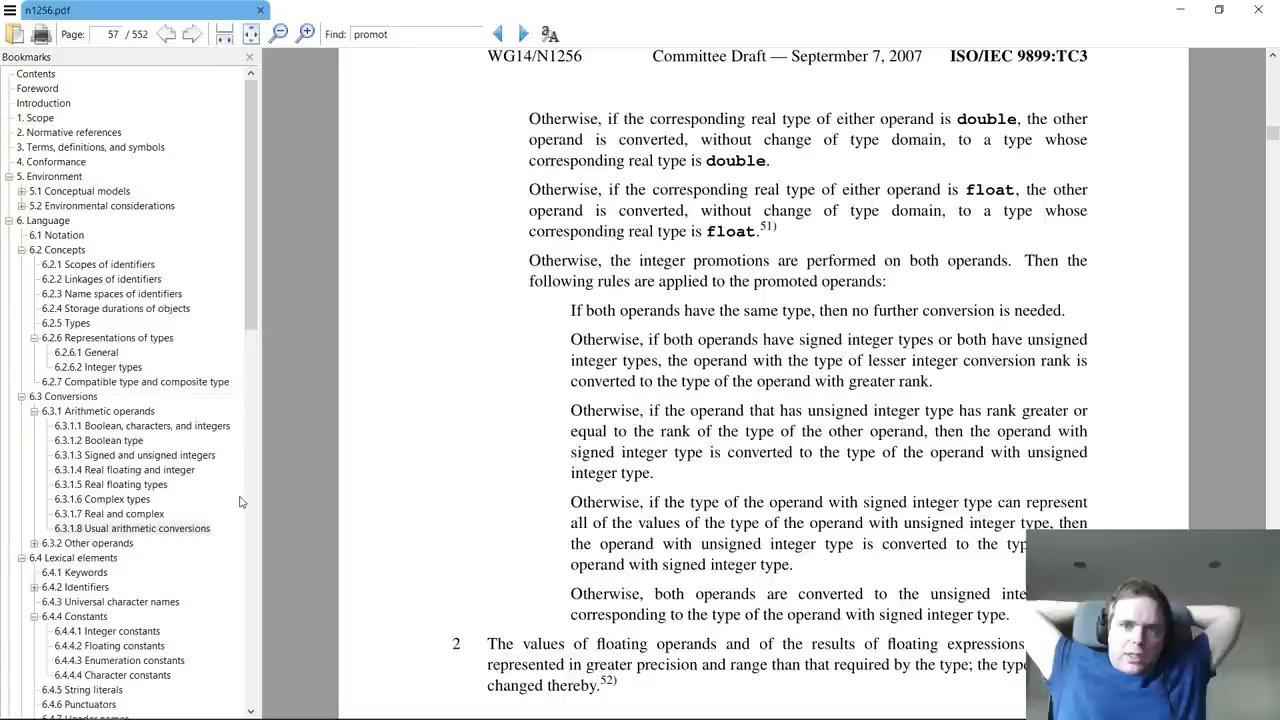 n1256.pdf
Page: 57 / 552 Find: promot
Bookmarks
Contents
Foreword
Introduction
1. Scope
2. Normative references
3. Terms, definitions, and symbols
4. Conformance
5. Environment
5.1 Conceptual models
5.2 Environmental considerations
6. Language
6.1 Notation
6.2 Concepts
6.2.1 Scopes of identifiers
6.2.2 Linkages of identifiers
6.2.3 Name spaces of identifiers
6.2.4 Storage durations of objects
6.2.5 Types
6.2.6 Representations of types
6.2.6.1 General
6.2.6.2 Integer types
6.2.7 Compatible type and composite type
6.3 Conversions
6.3.1 Arithmetic operands
6.3.1.1 Boolean, characters, and integers
6.3.1.2 Boolean type
6.3.1.3 Signed and unsigned integers
6.3.1.4 Real floating and integer
6.3.1.5 Real floating types
6.3.1.6 Complex types
6.3.1.7 Real and complex
6.3.1.8 Usual arithmetic conversions
6.3.2 Other operands
6.4 Lexical elements
6.4.1 Keywords
6.4.2 Identifiers
6.4.3 Universal character names
6.4.4 Constants
6.4.4.1 Integer constants
6.4.4.2 Floating constants
6.4.4.3 Enumeration constants
6.4.4.4 Character constants
6.4.5 String literals
6.4.6 Punctuators
6.4.7 Header names
WG14/N1256 Committee Draft — Septermber 7, 2007 ISO/IEC 9899:TC3
Otherwise, if the corresponding real type of either operand is double, the other
operand is converted, without change of type domain, to a type whose
corresponding real type is double.
Otherwise, if the corresponding real type of either operand is float, the other
operand is converted, without change of type domain, to a type whose
corresponding real type is float.51)
Otherwise, the integer promotions are performed on both operands. Then the
following rules are applied to the promoted operands:
If both operands have the same type, then no further conversion is needed.
Otherwise, if both operands have signed integer types or both have unsigned
integer types, the operand with the type of lesser integer conversion rank is
converted to the type of the operand with greater rank.
Otherwise, if the operand that has unsigned integer type has rank greater or
equal to the rank of the type of the other operand, then the operand with
signed integer type is converted to the type of the operand with unsigned
integer type.
Otherwise, if the type of the operand with signed integer type can represent
all of the values of the type of the operand with unsigned integer type, then
the operand with unsigned integer type is converted to the typ
operand with signed integer type.
Otherwise, both operands are converted to the unsigned inte
corresponding to the type of the operand with signed integer type.
2 The values of floating operands and of the results of floating expressions
represented in greater precision and range than that required by the type; the type
changed thereby.52)